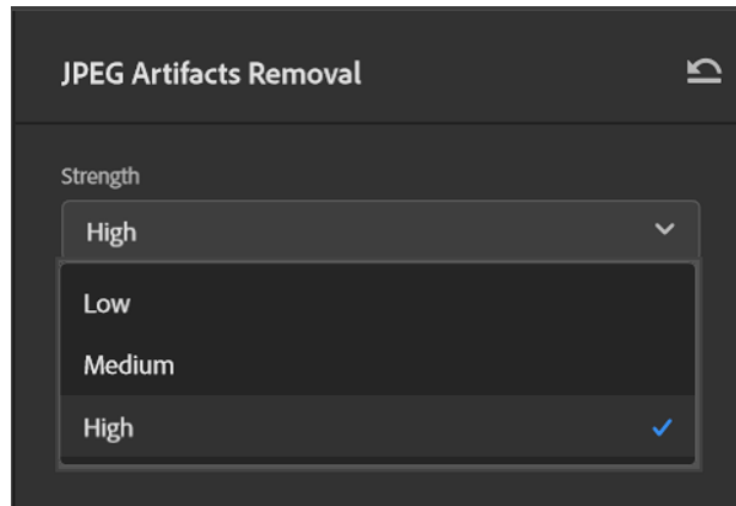 JPEG Artifacts Removal
Strength
High
Low
Medium
High